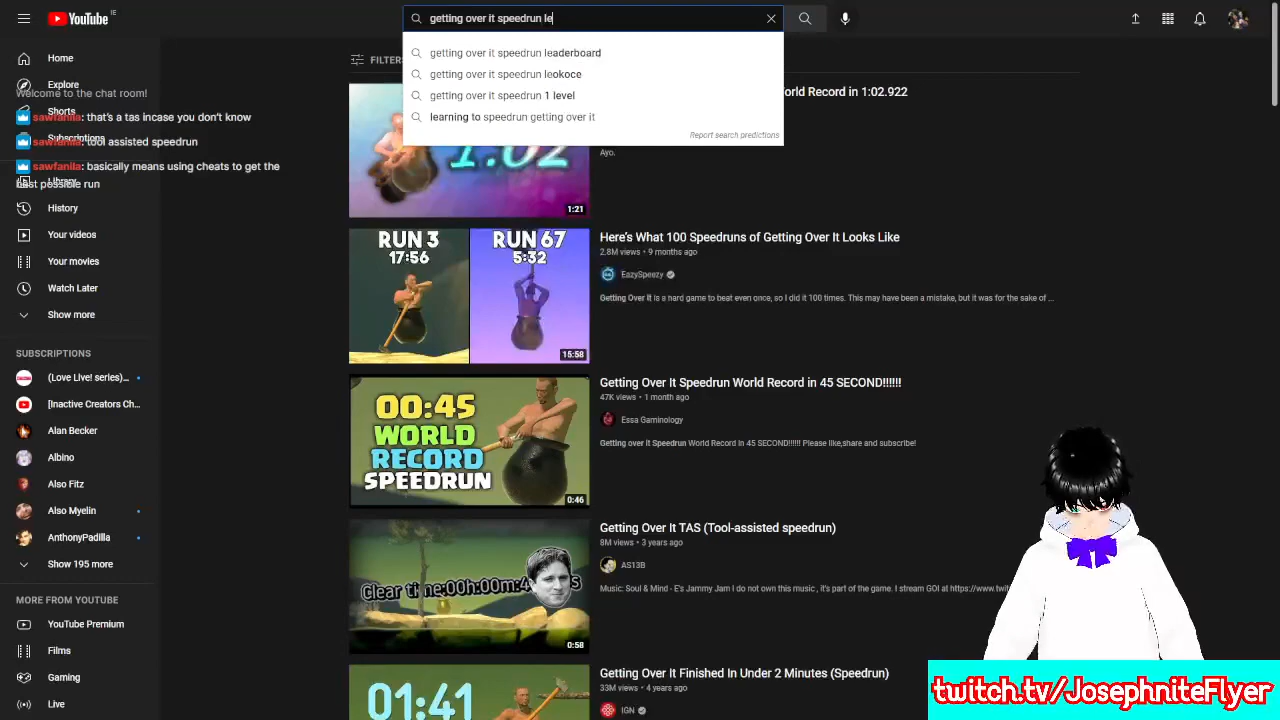 YouTube IE
getting over it speedrun le
getting over it speedrun leaderboard
getting over it speedrun leokoce
getting over it speedrun 1 level
learning to speedrun getting over it
Report search predictions
Home
Explore
Shorts
Subscriptions
Library
History
Your videos
Your movies
Watch Later
Show more
SUBSCRIPTIONS
(Love Live! series)...
[Inactive Creators Ch...
Alan Becker
Albino
Also Fitz
Also Myelin
AnthonyPadilla
Show 195 more
MORE FROM YOUTUBE
YouTube Premium
Films
Gaming
Live
Welcome to the chat room!
sawfanila: that's a tas incase you don't know
sawfanila: tool assisted speedrun
sawfanila: basically means using cheats to get the
best possible run
FILTERS
World Record in 1:02.922
Ayo.
1:02
1:21
RUN 3
17:56
RUN 67
5:32
15:58
Here's What 100 Speedruns of Getting Over It Looks Like
2.8M views • 9 months ago
EazySpeezy
Getting Over It is a hard game to beat even once, so I did it 100 times. This may have been a mistake, but it was for the sake of ...
00:45
WORLD
RECORD
SPEEDRUN
0:46
Getting Over It Speedrun World Record in 45 SECOND!!!!!!
47K views • 1 month ago
Essa Gaminology
Getting over It Speedrun World Record In 45 SECOND!!!!!! Please like,share and subscribe!
Clear time:00h:00m:4
0:58
Getting Over It TAS (Tool-assisted speedrun)
8M views • 3 years ago
AS13B
Music: Soul & Mind - E's Jammy Jam I do not own this music , it's part of the game. I stream GOI at https://www.twi
01:41
Getting Over It Finished In Under 2 Minutes (Speedrun)
33M views • 4 years ago
IGN
twitch.tv/JosephniteFlyer